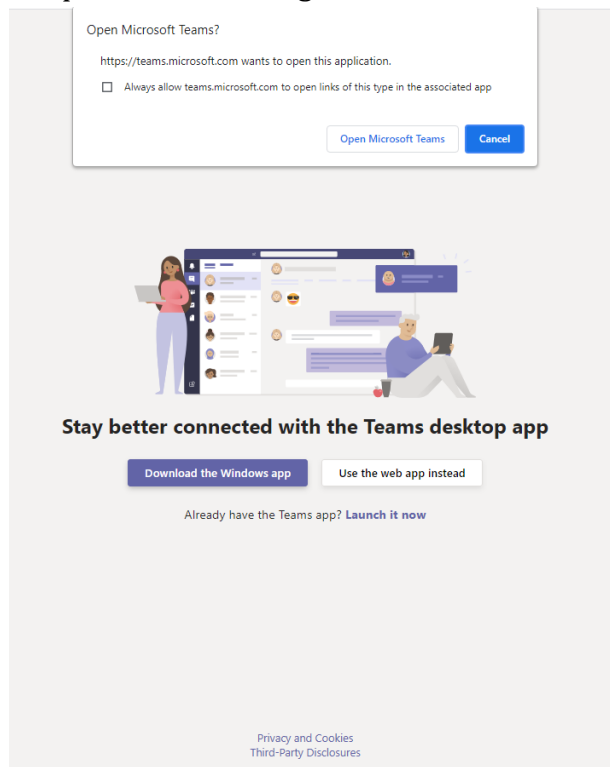 Open Microsoft Teams?
https://teams.microsoft.com wants to open this application.
Always allow teams.microsoft.com to open links of this type in the associated app
Open Microsoft Teams
Cancel
Stay better connected with the Teams desktop app
Download the Windows app
Use the web app instead
Already have the Teams app? Launch it now
Privacy and Cookies
Third-Party Disclosures